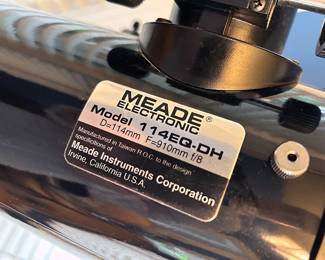 MEADE®
ELECTRONIC
Model 114EQ-DH
D=114mm F=910mm f/8
Manufactured in Taiwan R.O.C. to the design
specifications of
Meade Instruments Corporation
Irvine, California U.S.A.